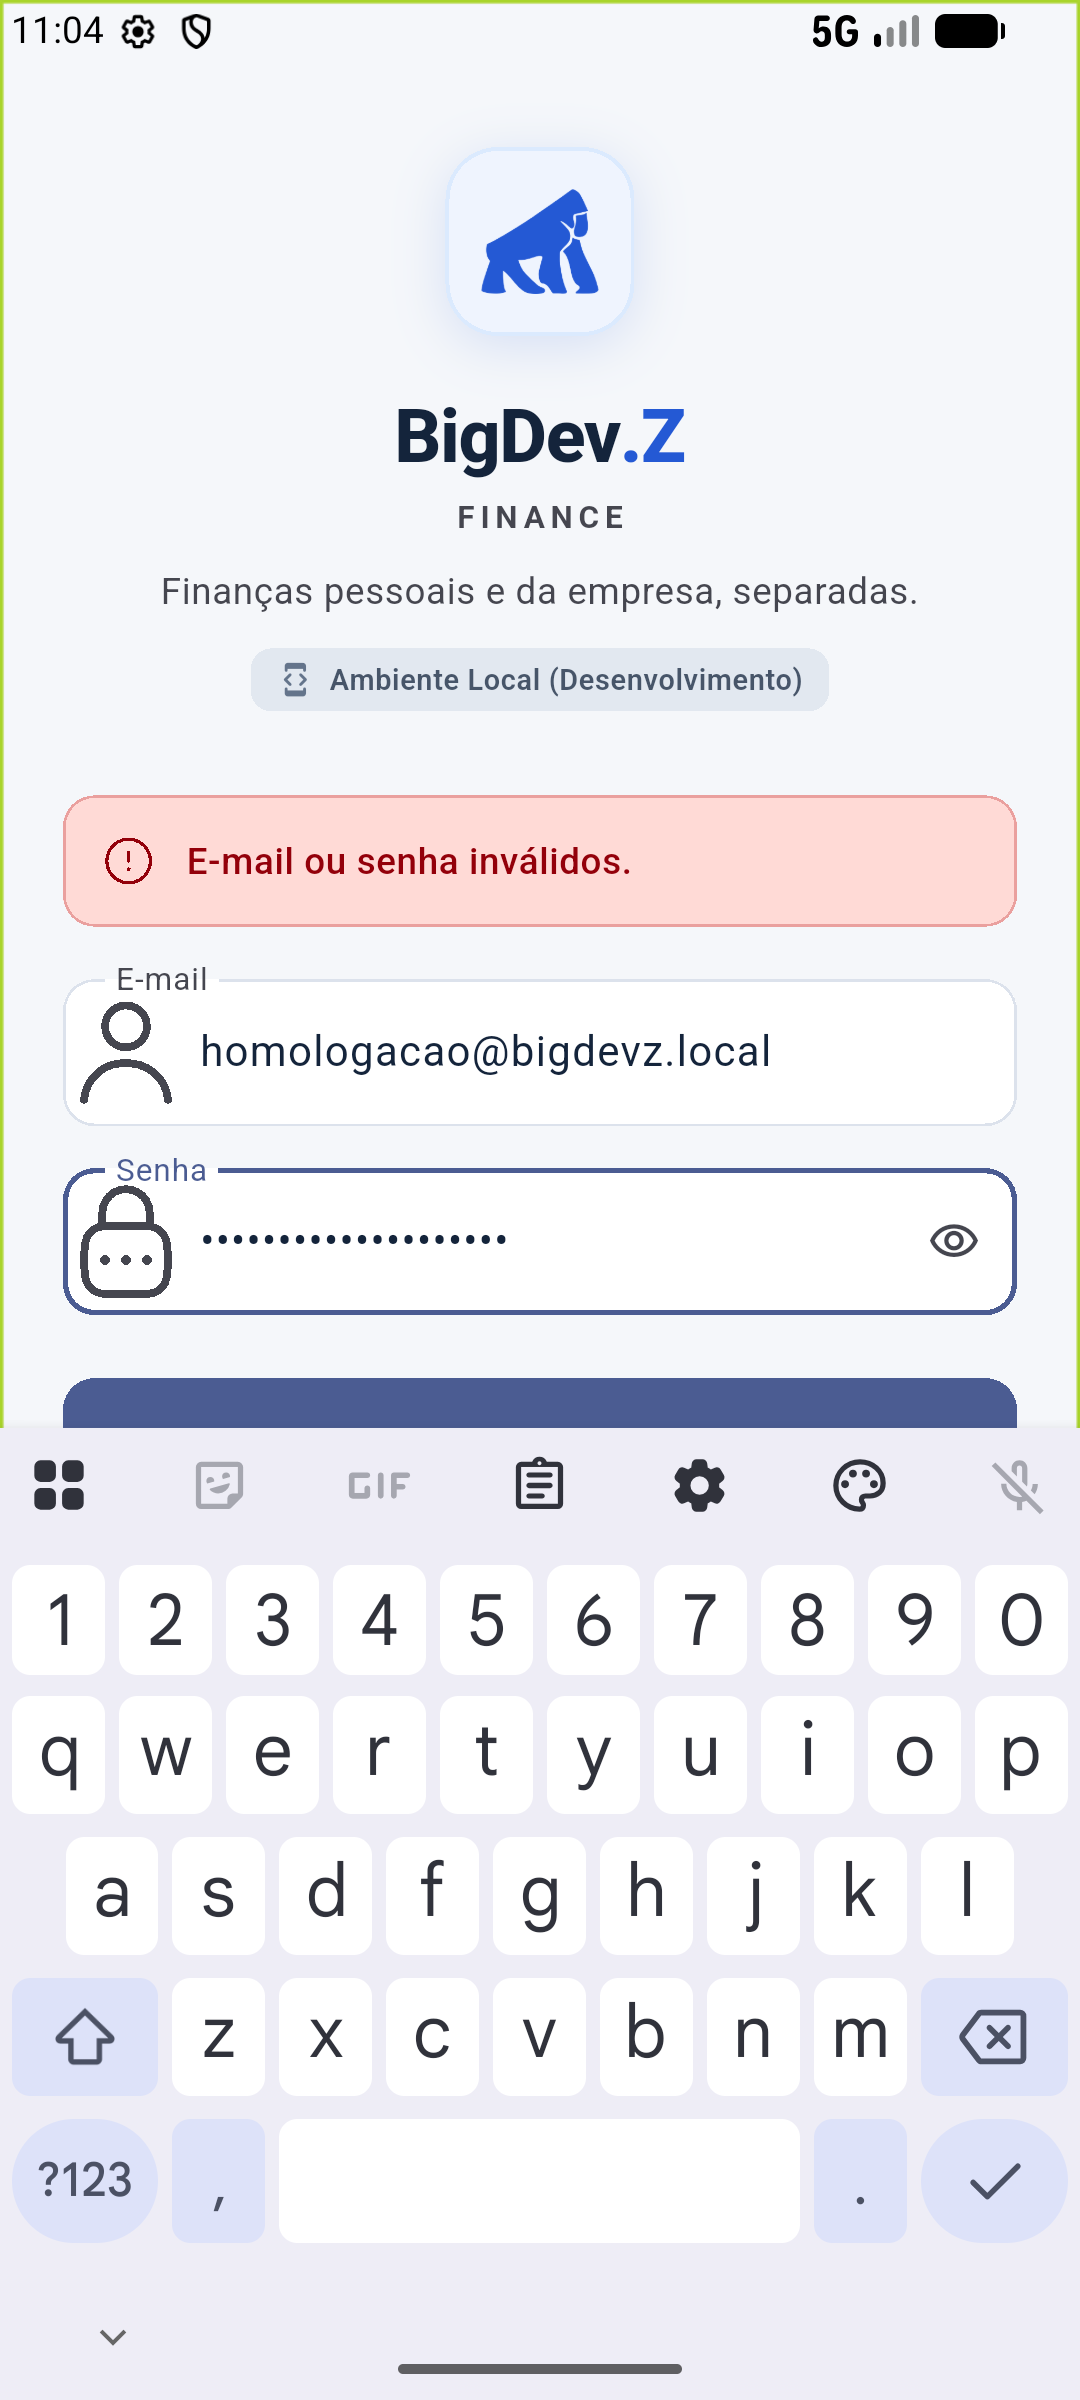 11:04 5G
BigDev.Z
FINANCE
Finanças pessoais e da empresa, separadas.
Ambiente Local (Desenvolvimento)
E-mail ou senha inválidos.
E-mail
homologacao@bigdevz.local
Senha
••••••••••••••••••••
GIF
1 2 3 4 5 6 7 8 9 0
q w e r t y u i o p
a s d f g h j k l
z x c v b n m
?123 , .